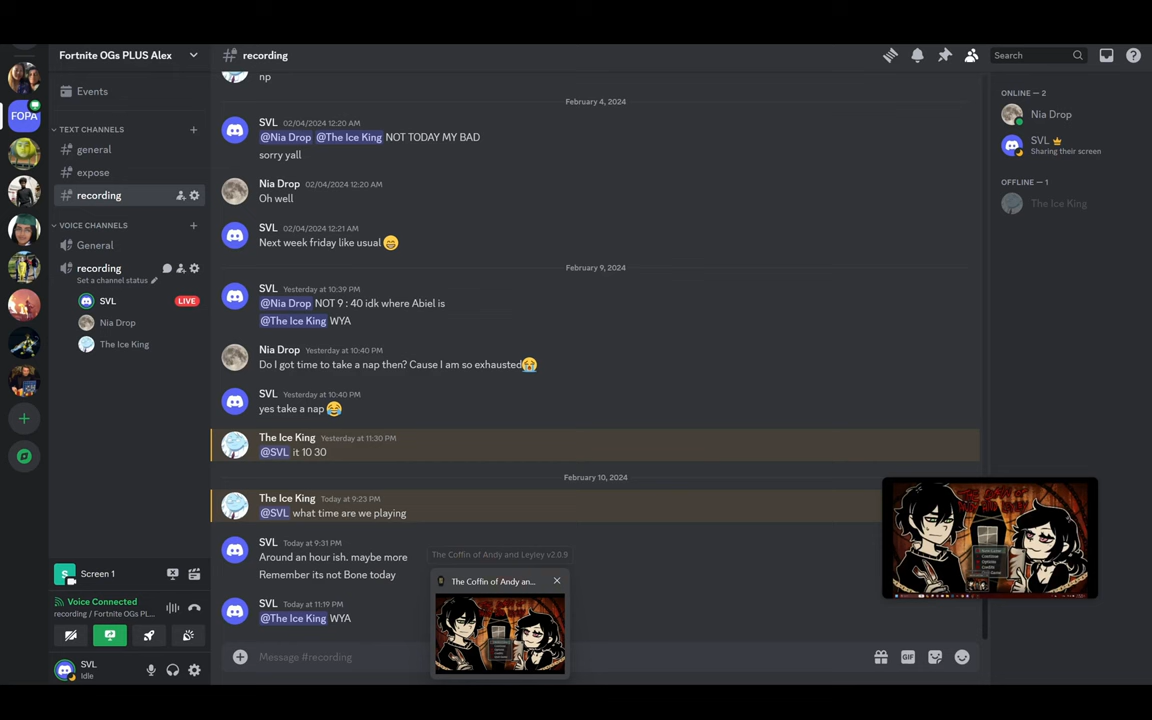 Fortnite OGs PLUS Alex
recording
Search
Events
FOPA
TEXT CHANNELS
general
expose
recording
VOICE CHANNELS
General
recording
Set a channel status
SVL
LIVE
Nia Drop
The Ice King
S
Screen 1
Voice Connected
recording / Fortnite OGs PL...
SVL
Idle
np
February 4, 2024
SVL 02/04/2024 12:20 AM
@Nia Drop @The Ice King NOT TODAY MY BAD
sorry yall
Nia Drop 02/04/2024 12:20 AM
Oh well
SVL 02/04/2024 12:21 AM
Next week friday like usual 😁
February 9, 2024
SVL Yesterday at 10:39 PM
@Nia Drop NOT 9 : 40 idk where Abiel is
@The Ice King WYA
Nia Drop Yesterday at 10:40 PM
Do I got time to take a nap then? Cause I am so exhausted😭
SVL Yesterday at 10:40 PM
yes take a nap 😂
The Ice King Yesterday at 11:30 PM
@SVL it 10 30
February 10, 2024
The Ice King Today at 9:23 PM
@SVL what time are we playing
SVL Today at 9:31 PM
Around an hour ish. maybe more
Remember its not Bone today
The Coffin of Andy and Leyley v2.0.9
The Coffin of Andy an...
SVL Today at 11:19 PM
@The Ice King WYA
Message #recording
GIF
ONLINE — 2
Nia Drop
SVL
Sharing their screen
OFFLINE — 1
The Ice King